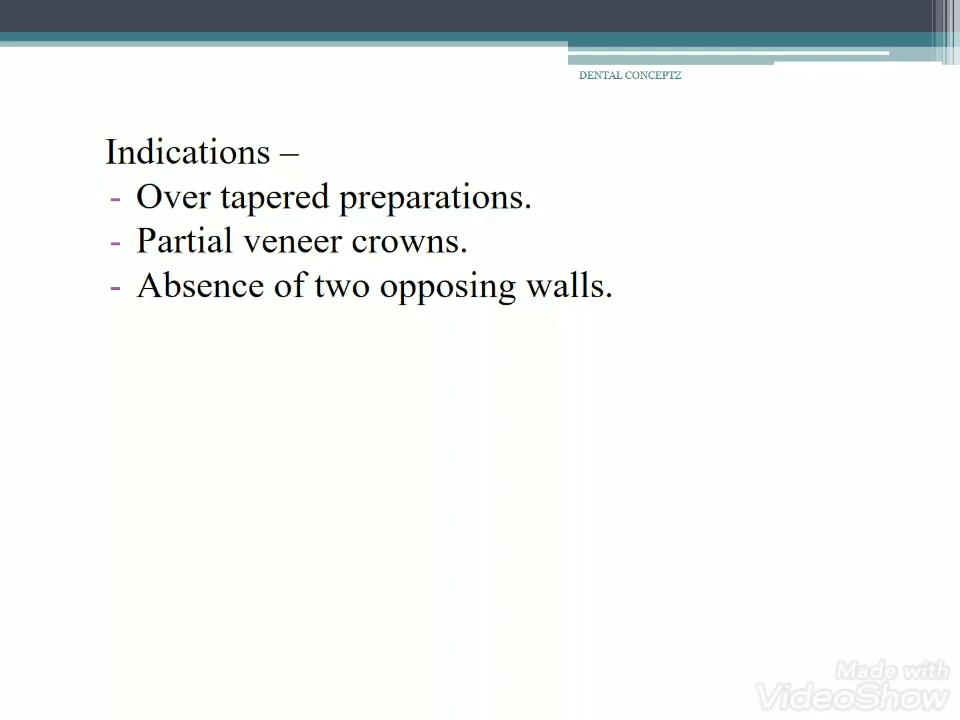 DENTAL CONCEPTZ
Indications –
- Over tapered preparations.
- Partial veneer crowns.
- Absence of two opposing walls.
Made with
VideoShow